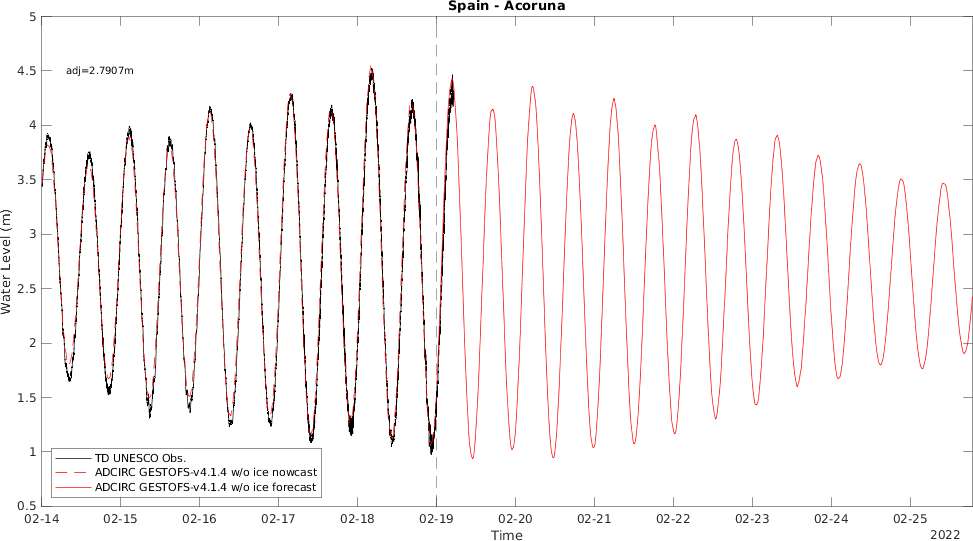 Spain - Acoruna
5
4.5
4
3.5
3
2.5
2
1.5
1
0.5
Water Level (m)
adj=2.7907m
TD UNESCO Obs.
ADCIRC GESTOFS-v4.1.4 w/o ice nowcast
ADCIRC GESTOFS-v4.1.4 w/o ice forecast
02-14 02-15 02-16 02-17 02-18 02-19 02-20 02-21 02-22 02-23 02-24 02-25
Time
2022